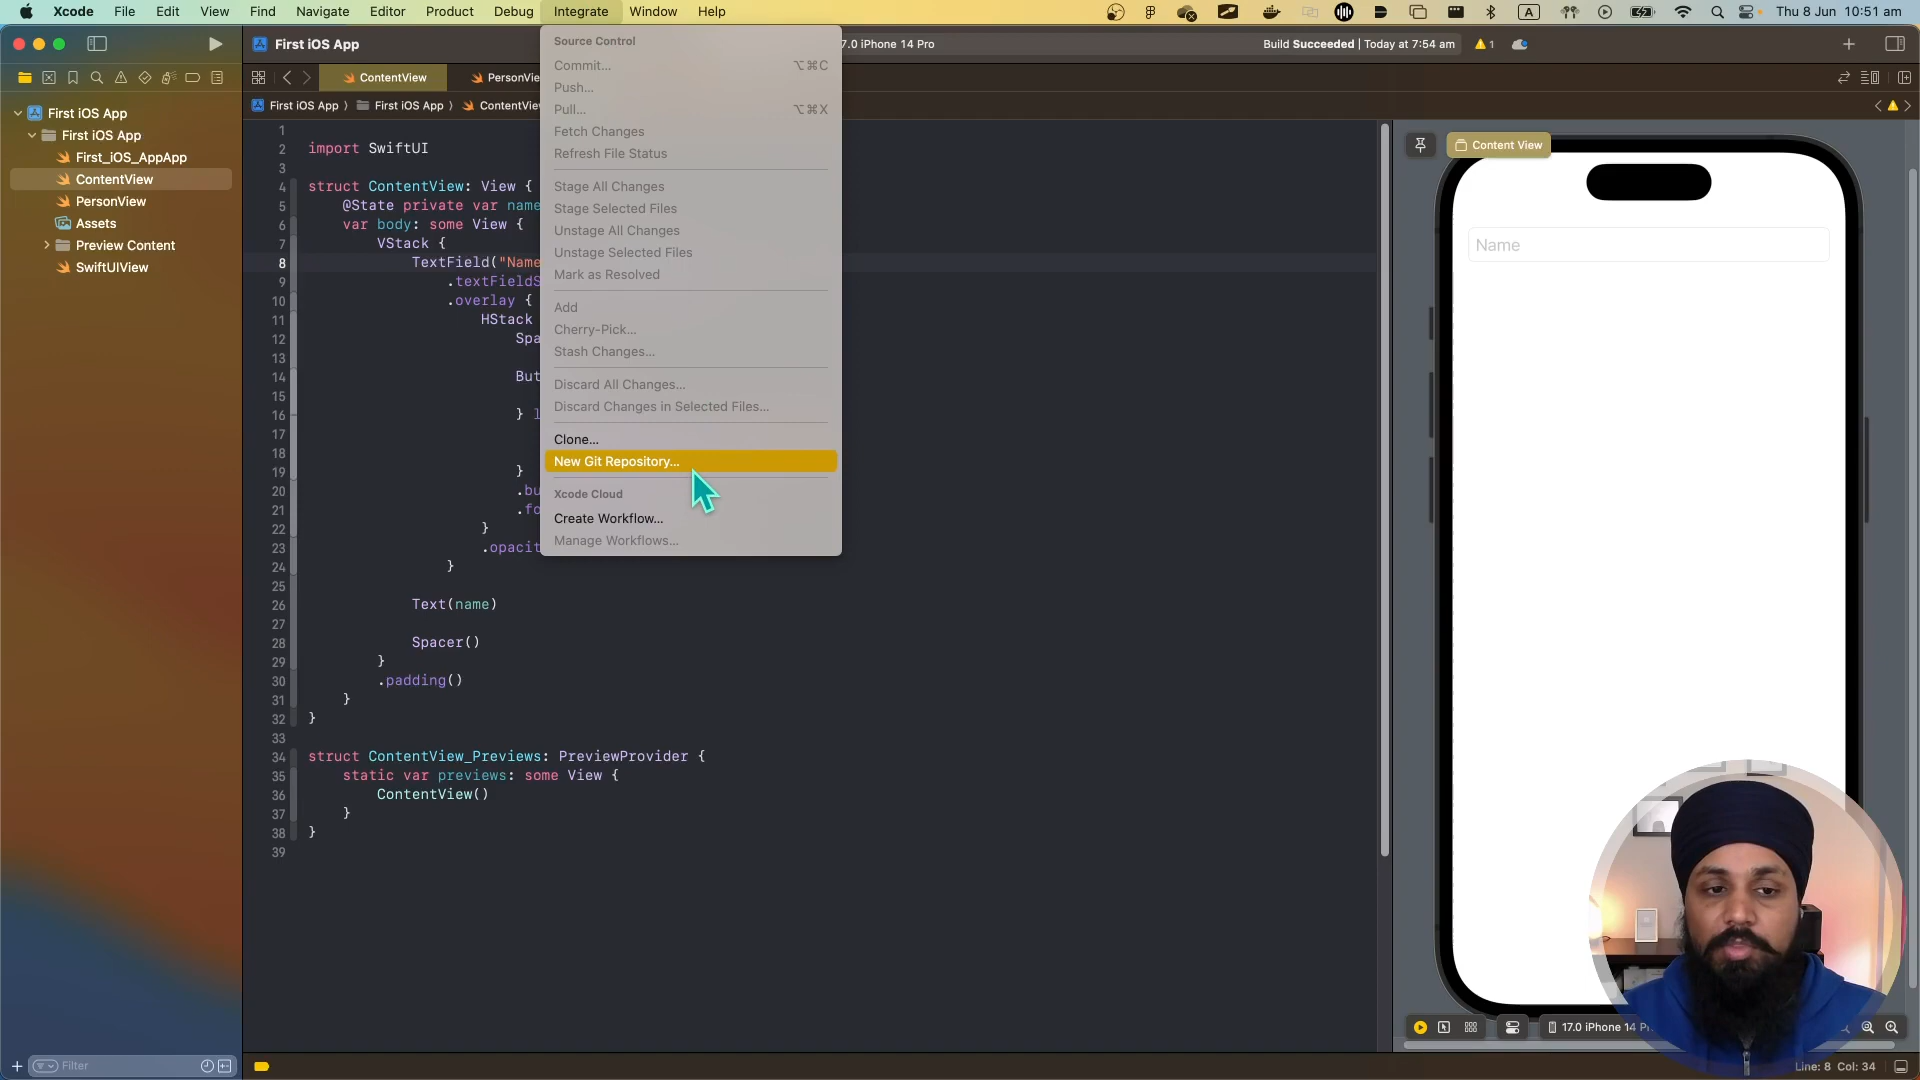 Xcode File Edit View Find Navigate Editor Product Debug Integrate Window Help
A
Thu 8 Jun 10:51 am
First iOS App
7.0 iPhone 14 Pro
Build Succeeded | Today at 7:54 am
1
ContentView
PersonVie
First iOS App
First iOS App
ContentView
First iOS App
First iOS App
First_iOS_AppApp
ContentView
PersonView
Assets
Preview Content
SwiftUIView
Filter
1
2 import SwiftUI
3
4 struct ContentView: View {
5 @State private var name
6 var body: some View {
7 VStack {
8 TextField("Name
9 .textFieldS
10 .overlay {
11 HStack
12 Spa
13
14 But
15
16 } l
17
18
19 }
20 .bu
21 .fo
22 }
23 .opacit
24 }
25
26 Text(name)
27
28 Spacer()
29 }
30 .padding()
31 }
32 }
33
34 struct ContentView_Previews: PreviewProvider {
35 static var previews: some View {
36 ContentView()
37 }
38 }
39
Source Control
Commit... ⌥⌘C
Push...
Pull... ⌥⌘X
Fetch Changes
Refresh File Status
Stage All Changes
Stage Selected Files
Unstage All Changes
Unstage Selected Files
Mark as Resolved
Add
Cherry-Pick...
Stash Changes...
Discard All Changes...
Discard Changes in Selected Files...
Clone...
New Git Repository...
Xcode Cloud
Create Workflow...
Manage Workflows...
Content View
Name
17.0 iPhone 14 P
Line: 8 Col: 34